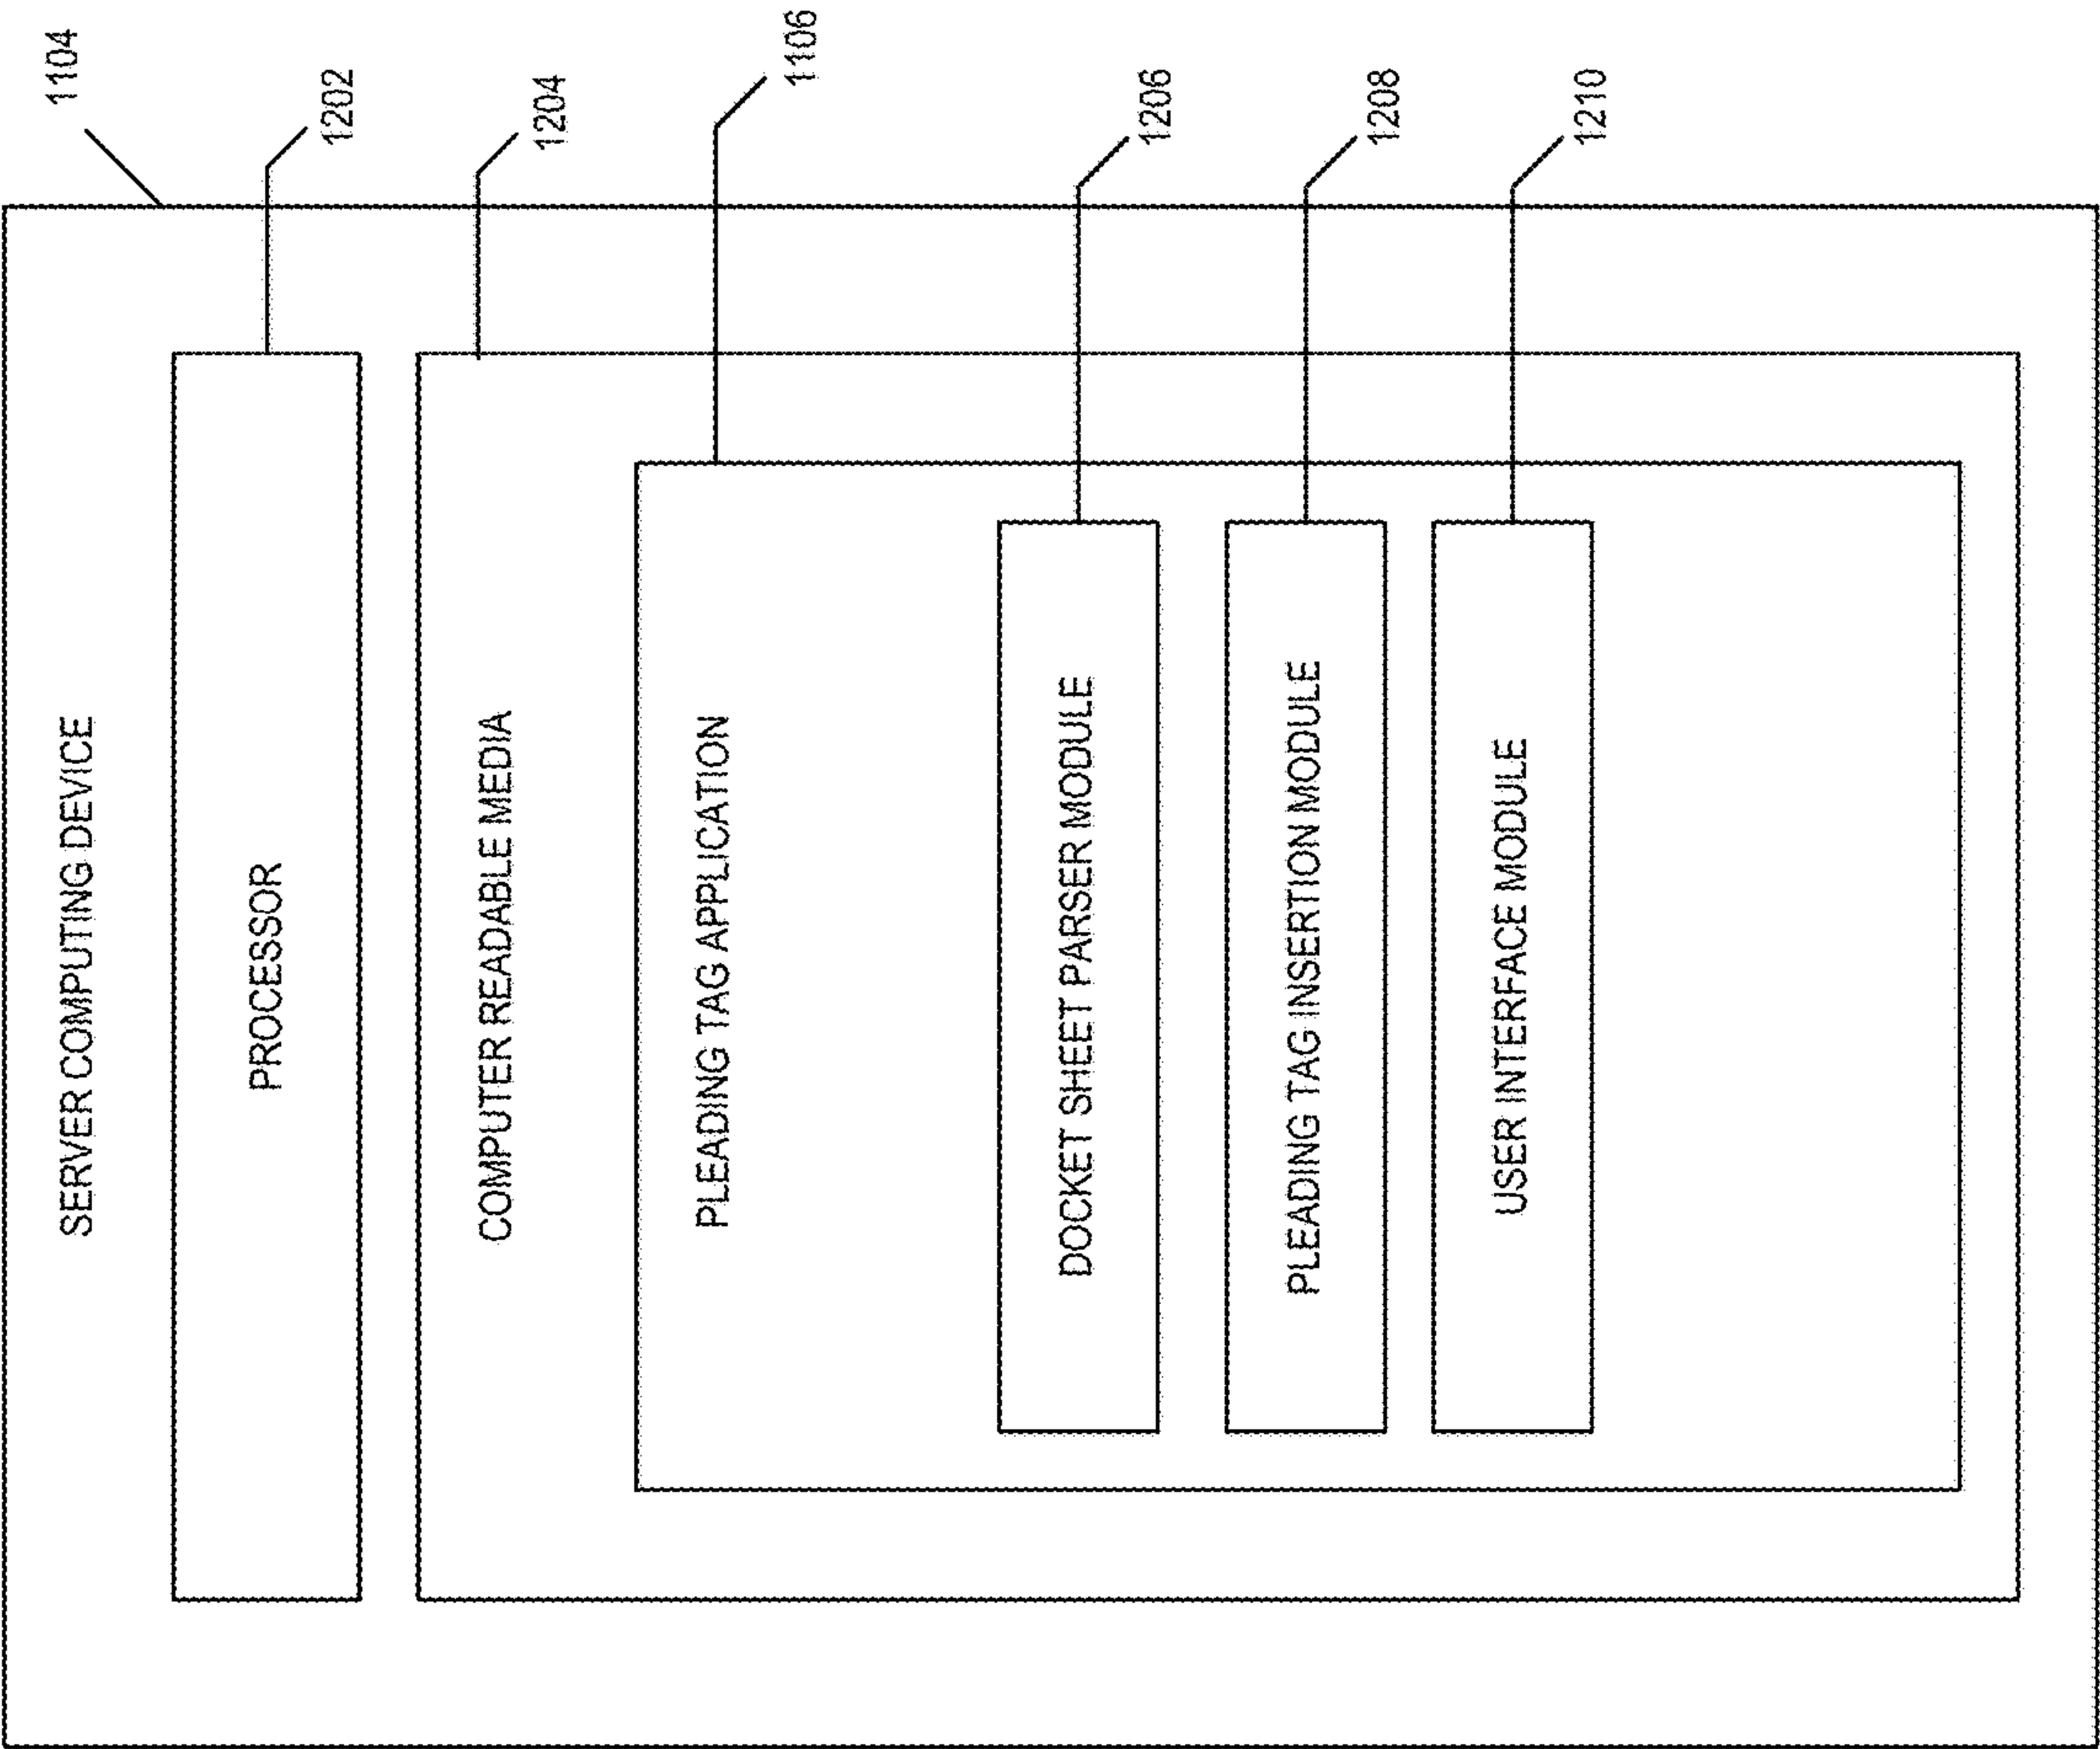 SERVER COMPUTING DEVICE
1104
PROCESSOR
1202
COMPUTER READABLE MEDIA
1204
PLEADING TAG APPLICATION
1106
DOCKET SHEET PARSER MODULE
1206
PLEADING TAG INSERTION MODULE
1208
USER INTERFACE MODULE
1210